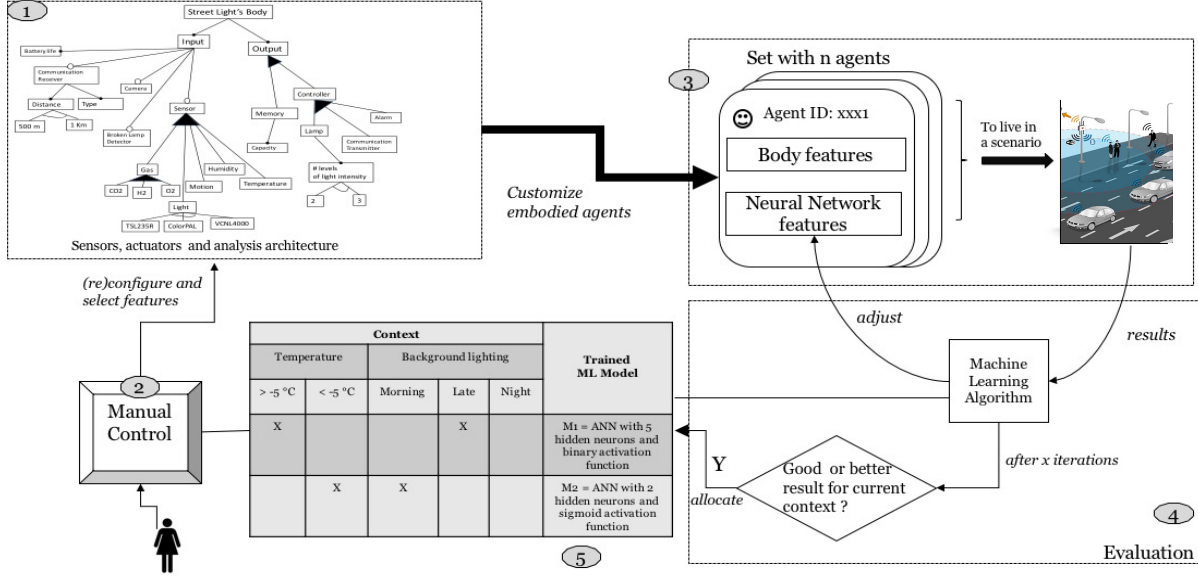 1
Street Light's Body
Input
Output
Battery life
Communication
Receiver
Camera
Controller
Distance
Type
Sensor
Memory
Lamp
Alarm
500 m
1 Km
Broken Lamp
Detector
Capacity
Communication
Transmitter
Gas
Humidity
# levels
of light intensity
CO2
H2
O2
Motion
Temperature
2
3
Light
TSL235R
ColorPAL
VCNL4000
Sensors, actuators and analysis architecture
Customize
embodied agents
3
Set with n agents
Agent ID: xxx1
Body features
Neural Network
features
To live in
a scenario
(re)configure and
select features
2
Manual
Control
Context
Temperature
Background lighting
Trained
ML Model
> -5 °C
< -5 °C
Morning
Late
Night
X
X
M1 = ANN with 5
hidden neurons and
binary activation
function
X
X
M2 = ANN with 2
hidden neurons and
sigmoid activation
function
5
adjust
results
Machine
Learning
Algorithm
after x iterations
Good or better
result for current
context ?
Y
allocate
4
Evaluation